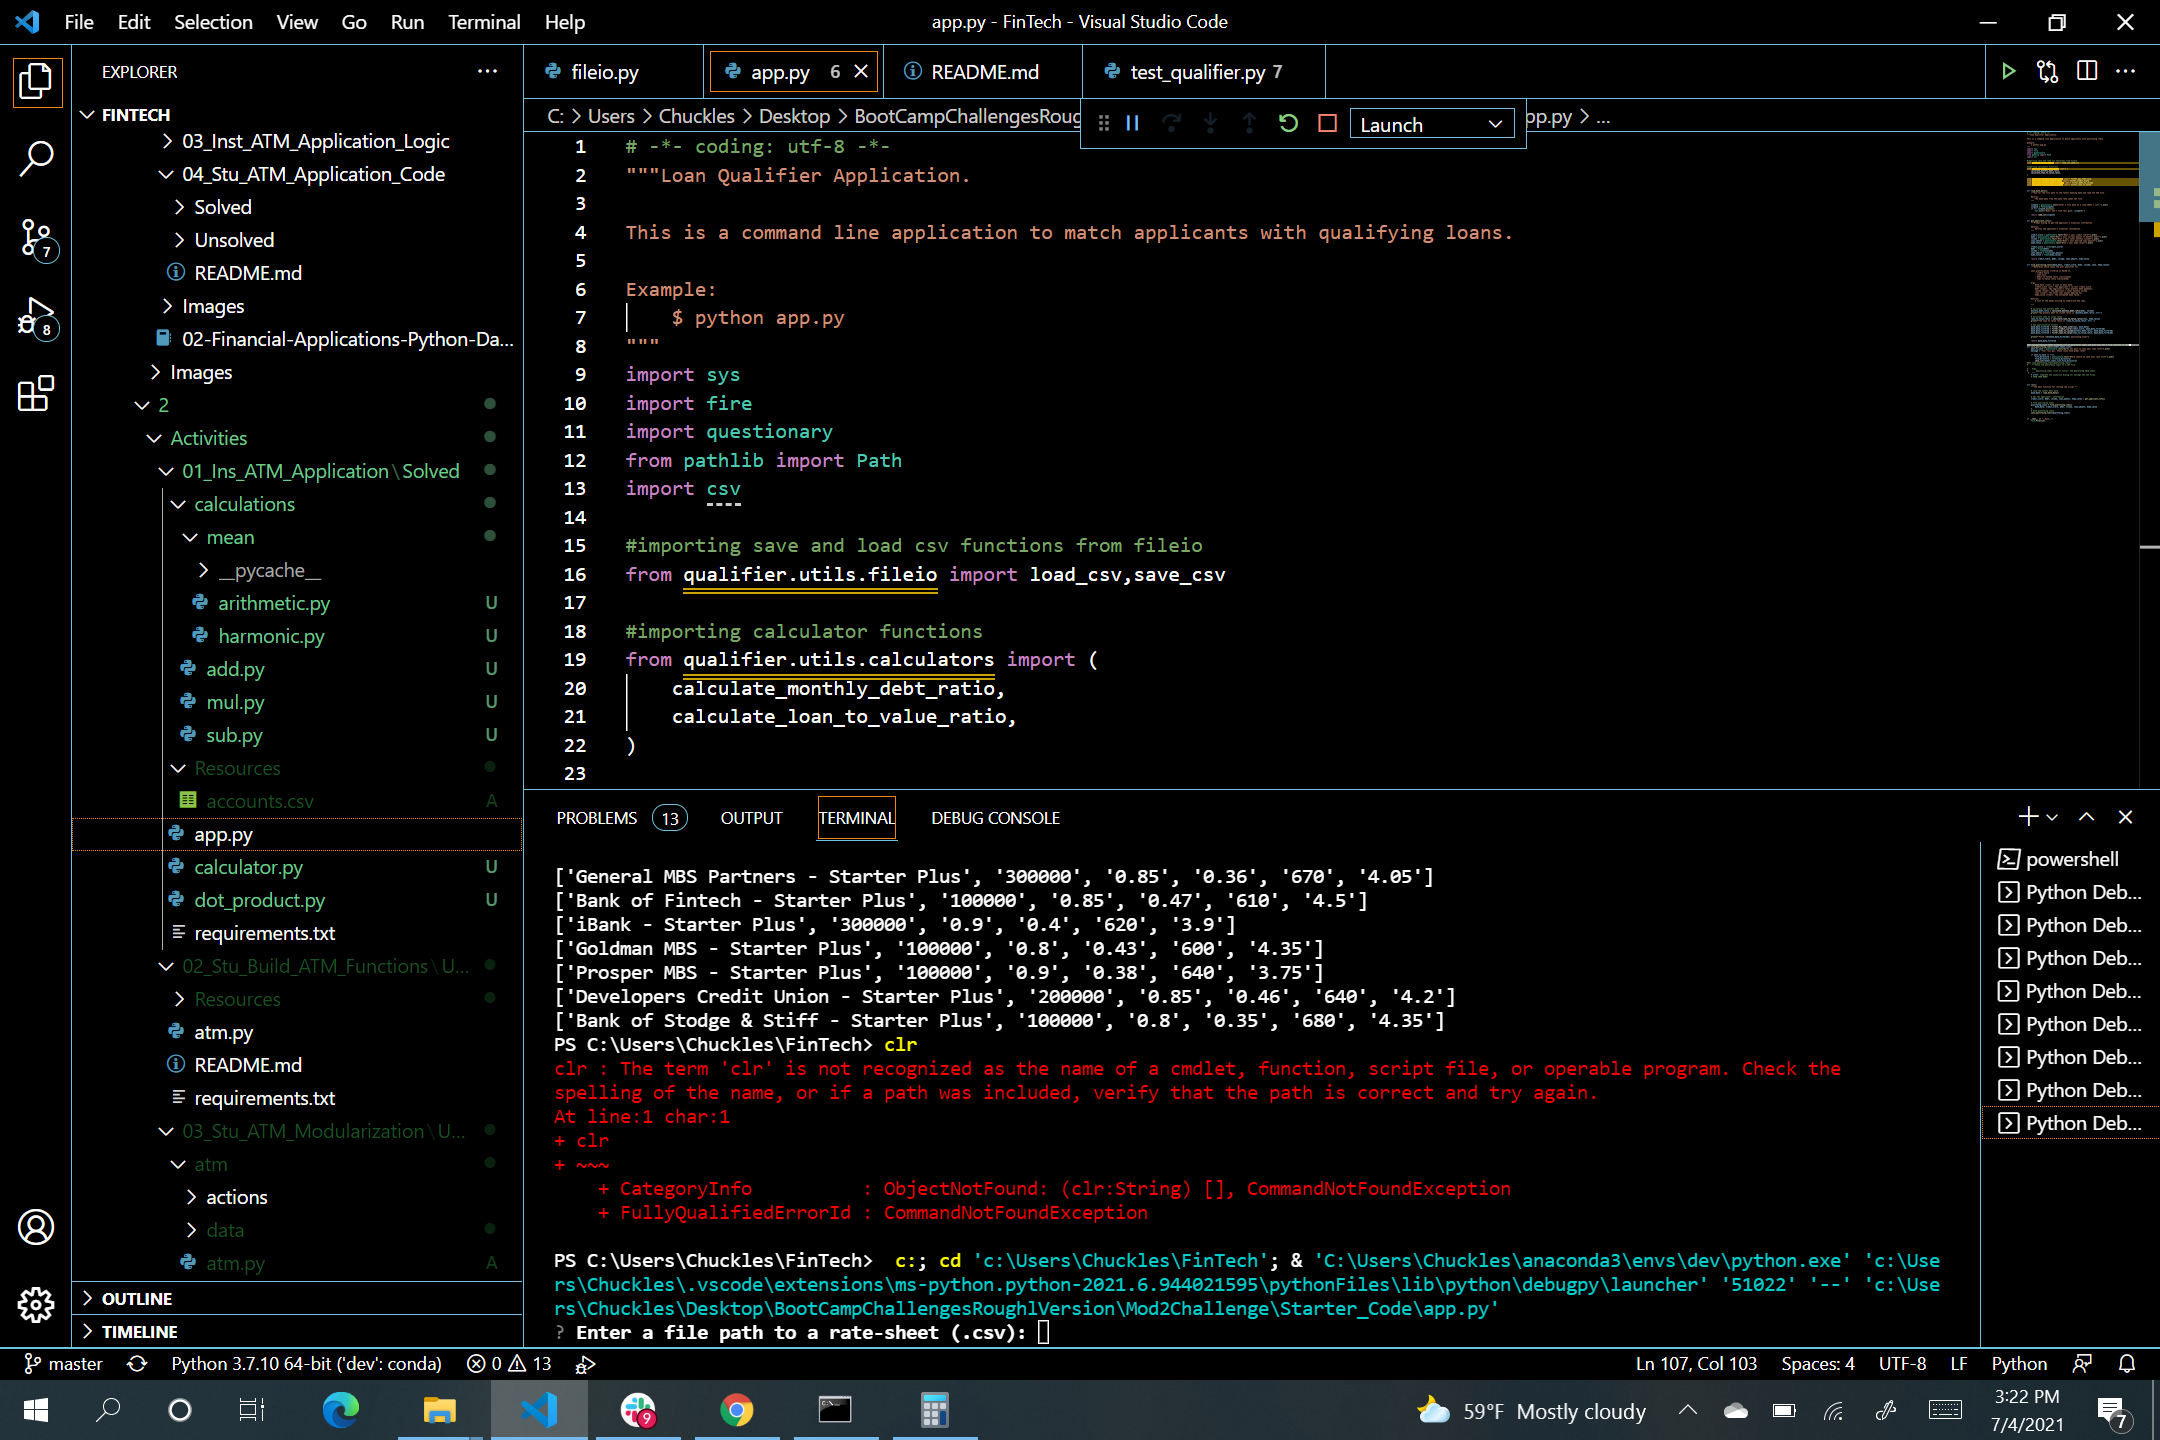 File Edit Selection View Go Run Terminal Help
app.py - FinTech - Visual Studio Code
EXPLORER
FINTECH
03_Inst_ATM_Application_Logic
04_Stu_ATM_Application_Code
Solved
Unsolved
README.md
Images
02-Financial-Applications-Python-Da...
Images
2
Activities
01_Ins_ATM_Application\Solved
calculations
mean
__pycache__
arithmetic.py U
harmonic.py U
add.py U
mul.py U
sub.py U
Resources
accounts.csv A
app.py
calculator.py U
dot_product.py U
requirements.txt
02_Stu_Build_ATM_Functions\U...
Resources
atm.py
README.md
requirements.txt
03_Stu_ATM_Modularization\U...
atm
actions
data
atm.py A
OUTLINE
TIMELINE
7
8
fileio.py
app.py 6
README.md
test_qualifier.py 7
C: > Users > Chuckles > Desktop > BootCampChallengesRoug
Launch
pp.py > ...
1 # -*- coding: utf-8 -*-
2 """Loan Qualifier Application.
3
4 This is a command line application to match applicants with qualifying loans.
5
6 Example:
7 $ python app.py
8 """
9 import sys
10 import fire
11 import questionary
12 from pathlib import Path
13 import csv
14
15 #importing save and load csv functions from fileio
16 from qualifier.utils.fileio import load_csv,save_csv
17
18 #importing calculator functions
19 from qualifier.utils.calculators import (
20 calculate_monthly_debt_ratio,
21 calculate_loan_to_value_ratio,
22 )
23
PROBLEMS 13 OUTPUT TERMINAL DEBUG CONSOLE
['General MBS Partners - Starter Plus', '300000', '0.85', '0.36', '670', '4.05']
['Bank of Fintech - Starter Plus', '100000', '0.85', '0.47', '610', '4.5']
['iBank - Starter Plus', '300000', '0.9', '0.4', '620', '3.9']
['Goldman MBS - Starter Plus', '100000', '0.8', '0.43', '600', '4.35']
['Prosper MBS - Starter Plus', '100000', '0.9', '0.38', '640', '3.75']
['Developers Credit Union - Starter Plus', '200000', '0.85', '0.46', '640', '4.2']
['Bank of Stodge & Stiff - Starter Plus', '100000', '0.8', '0.35', '680', '4.35']
PS C:\Users\Chuckles\FinTech> clr
clr : The term 'clr' is not recognized as the name of a cmdlet, function, script file, or operable program. Check the
spelling of the name, or if a path was included, verify that the path is correct and try again.
At line:1 char:1
+ clr
+ ~~~
+ CategoryInfo : ObjectNotFound: (clr:String) [], CommandNotFoundException
+ FullyQualifiedErrorId : CommandNotFoundException
PS C:\Users\Chuckles\FinTech> c:; cd 'c:\Users\Chuckles\FinTech'; & 'C:\Users\Chuckles\anaconda3\envs\dev\python.exe' 'c:\Use
rs\Chuckles\.vscode\extensions\ms-python.python-2021.6.944021595\pythonFiles\lib\python\debugpy\launcher' '51022' '--' 'c:\Use
rs\Chuckles\Desktop\BootCampChallengesRoughlVersion\Mod2Challenge\Starter_Code\app.py'
? Enter a file path to a rate-sheet (.csv):
powershell
Python Deb...
Python Deb...
Python Deb...
Python Deb...
Python Deb...
Python Deb...
Python Deb...
Python Deb...
master Python 3.7.10 64-bit ('dev': conda) 0 13
Ln 107, Col 103 Spaces: 4 UTF-8 LF Python
9
59°F Mostly cloudy
3:22 PM
7/4/2021
7